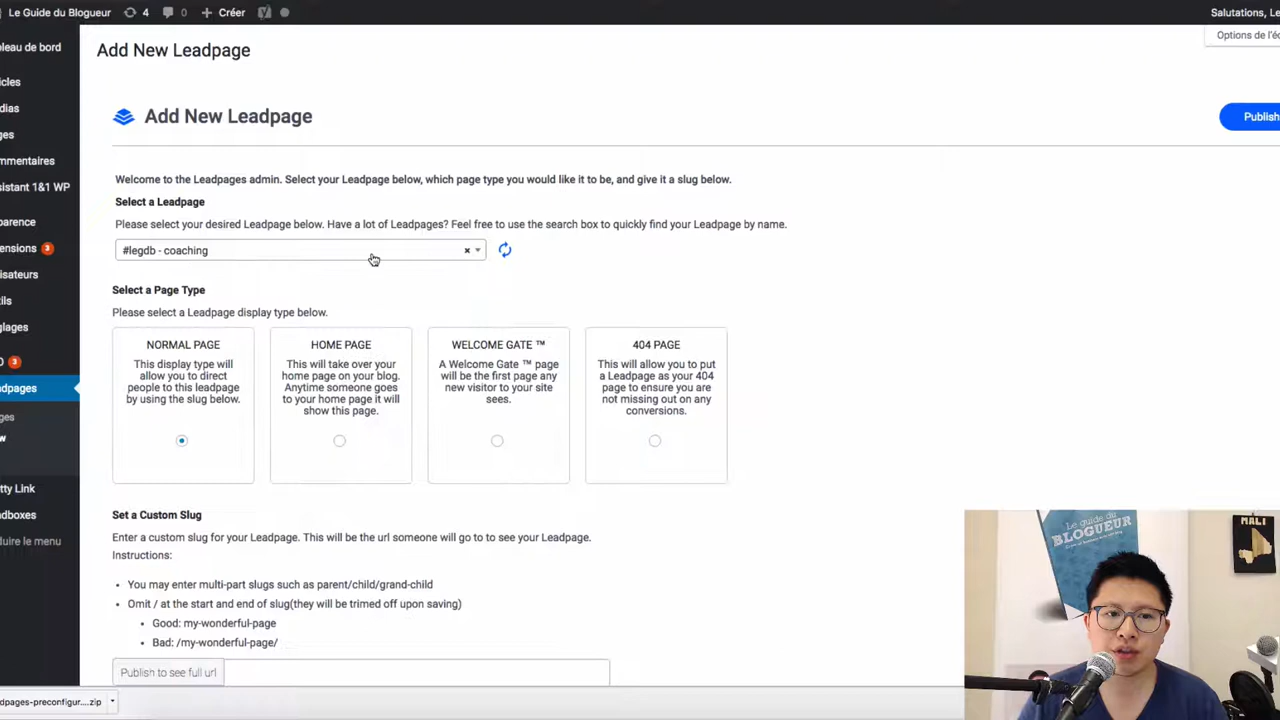 Le Guide du Blogueur 4 0 + Créer Salutations, Le
Options de l'éc
Add New Leadpage
Add New Leadpage
Publish
Welcome to the Leadpages admin. Select your Leadpage below, which page type you would like it to be, and give it a slug below.
Select a Leadpage
Please select your desired Leadpage below. Have a lot of Leadpages? Feel free to use the search box to quickly find your Leadpage by name.
#legdb - coaching
Select a Page Type
Please select a Leadpage display type below.
NORMAL PAGE
This display type will
allow you to direct
people to this leadpage
by using the slug below.
HOME PAGE
This will take over your
home page on your blog.
Anytime someone goes
to your home page it will
show this page.
WELCOME GATE ™
A Welcome Gate ™ page
will be the first page any
new visitor to your site
sees.
404 PAGE
This will allow you to put
a Leadpage as your 404
page to ensure you are
not missing out on any
conversions.
Set a Custom Slug
Enter a custom slug for your Leadpage. This will be the url someone will go to to see your Leadpage.
Instructions:
• You may enter multi-part slugs such as parent/child/grand-child
• Omit / at the start and end of slug(they will be trimed off upon saving)
• Good: my-wonderful-page
• Bad: /my-wonderful-page/
Publish to see full url
bleau de bord
icles
dias
ges
mmentaires
sistant 1&1 WP
parence
ensions 3
lisateurs
tils
glages
O 3
adpages
ges
w
tty Link
adboxes
duire le menu
dpages-preconfigur....zip
Le guide du
BLOGUEUR
MALI